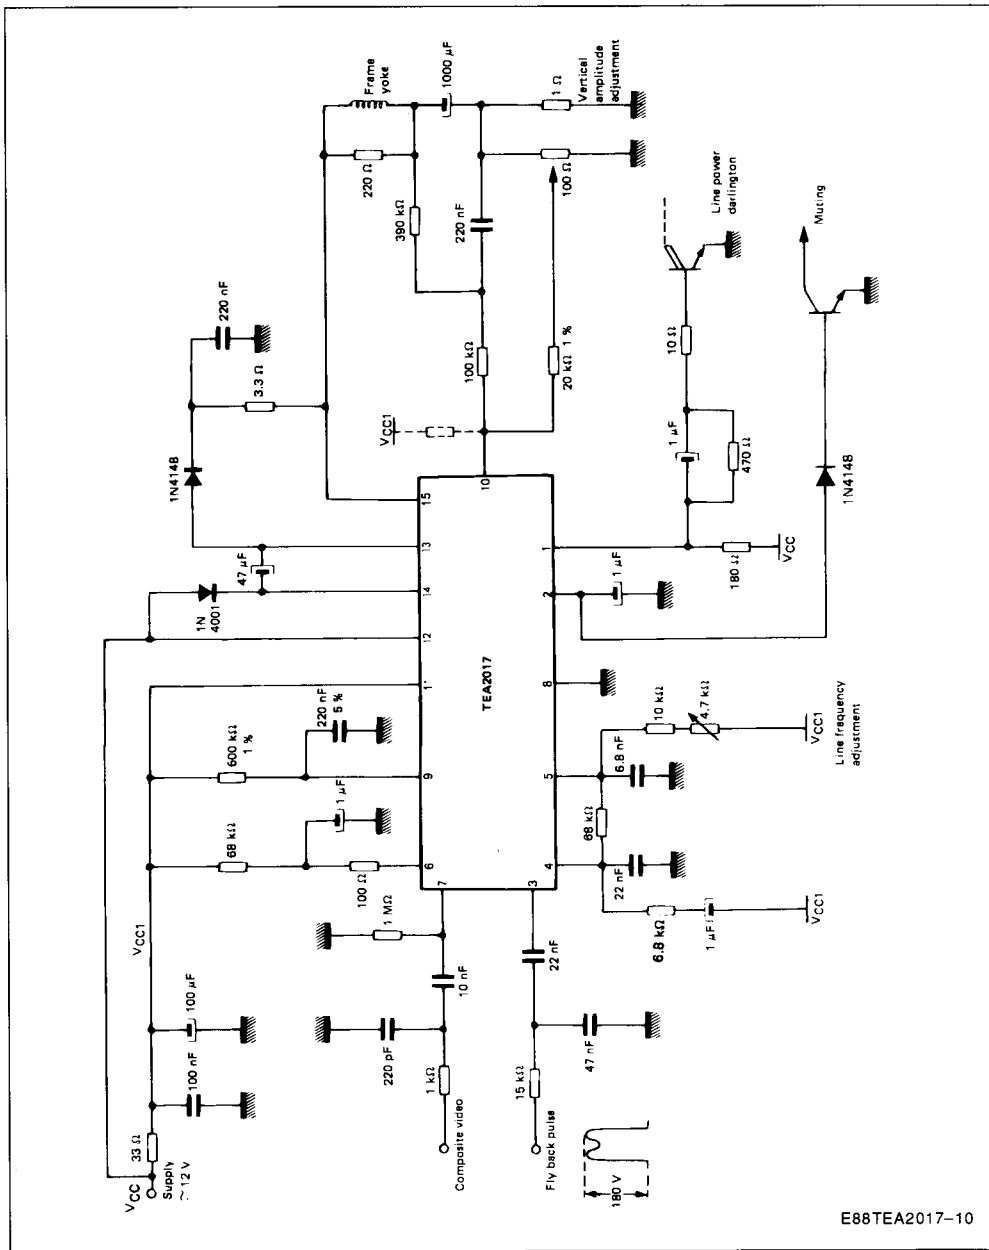 Frame
yoke
1000 µF
220 Ω
390 kΩ
220 nF
1 Ω
100 Ω
Vertical
amplitude
adjustment
220 nF
3.3 Ω
1N4148
47 µF
1N
4001
100 kΩ
20 kΩ 1 %
VCC1
Line power
darlington
10 Ω
1 µF
470 Ω
180 Ω
VCC
Muting
1N4148
1 µF
15
13
14
12
11
9
6
7
10
1
2
8
5
4
3
TEA2017
600 kΩ
1 %
220 nF
5 %
68 kΩ
1 µF
100 Ω
1 MΩ
10 nF
220 pF
1 kΩ
Composite video
VCC1
100 µF
100 nF
33 Ω
VCC
Supply
~ 12 V
22 nF
47 nF
15 kΩ
Fly back pulse
180 V
68 kΩ
22 nF
6.8 kΩ
1 µF
VCC1
6.8 nF
10 kΩ
4.7 kΩ
VCC1
Line frequency
adjustment
E88TEA2017-10